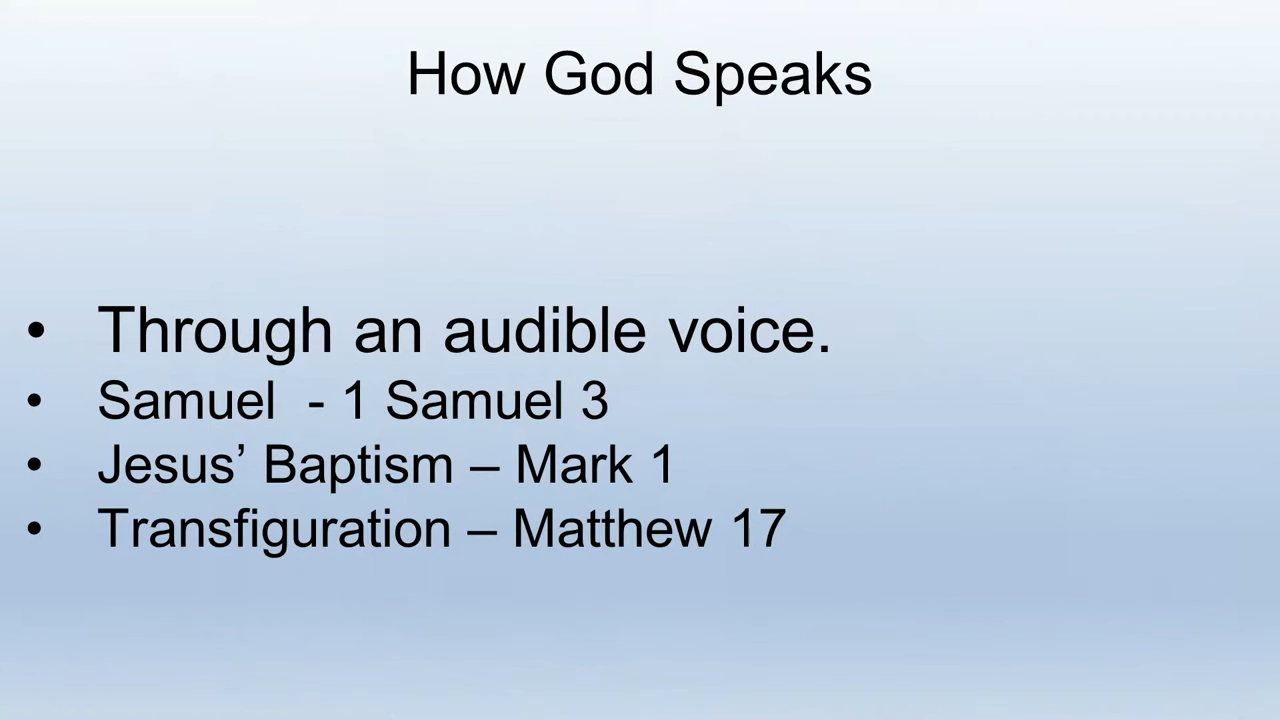 How God Speaks
• Through an audible voice.
• Samuel  - 1 Samuel 3
• Jesus’ Baptism – Mark 1
• Transfiguration – Matthew 17